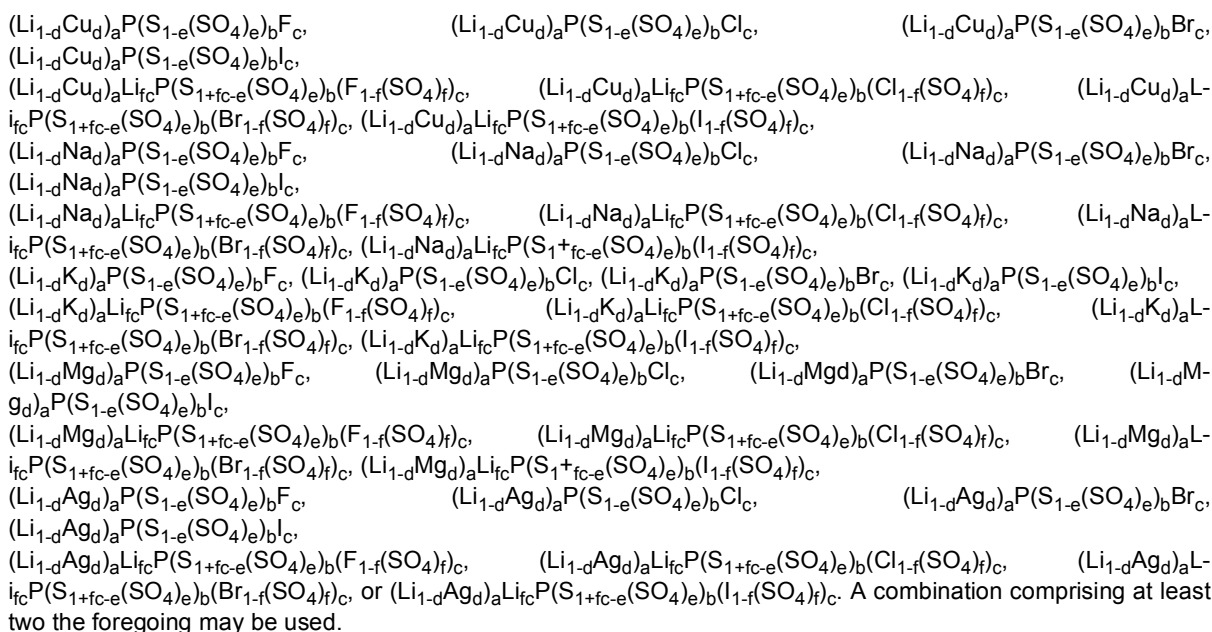 (Li₁₋dCud)aP(S₁₋e(SO₄)e)bFc, (Li₁₋dCud)aP(S₁₋e(SO₄)e)bClc, (Li₁₋dCud)aP(S₁₋e(SO₄)e)bBrc,
(Li₁₋dCud)aP(S₁₋e(SO₄)e)bIc,
(Li₁₋dCud)aLifcP(S₁₊fc-e(SO₄)e)b(F₁₋f(SO₄)f)c, (Li₁₋dCud)aLifcP(S₁₊fc-e(SO₄)e)b(Cl₁₋f(SO₄)f)c, (Li₁₋dCud)aL-
ifcP(S₁₊fc-e(SO₄)e)b(Br₁₋f(SO₄)f)c, (Li₁₋dCud)aLifcP(S₁₊fc-e(SO₄)e)b(I₁₋f(SO₄)f)c,
(Li₁₋dNad)aP(S₁₋e(SO₄)e)bFc, (Li₁₋dNad)aP(S₁₋e(SO₄)e)bClc, (Li₁₋dNad)aP(S₁₋e(SO₄)e)bBrc,
(Li₁₋dNad)aP(S₁₋e(SO₄)e)bIc,
(Li₁₋dNad)aLifcP(S₁₊fc-e(SO₄)e)b(F₁₋f(SO₄)f)c, (Li₁₋dNad)aLifcP(S₁₊fc-e(SO₄)e)b(Cl₁₋f(SO₄)f)c, (Li₁₋dNad)aL-
ifcP(S₁₊fc-e(SO₄)e)b(Br₁₋f(SO₄)f)c, (Li₁₋dNad)aLifcP(S₁+fc-e(SO₄)e)b(I₁₋f(SO₄)f)c,
(Li₁₋dKd)aP(S₁₋e(SO₄)e)bFc, (Li₁₋dKd)aP(S₁₋e(SO₄)e)bClc, (Li₁₋dKd)aP(S₁₋e(SO₄)e)bBrc, (Li₁₋dKd)aP(S₁₋e(SO₄)e)bIc,
(Li₁₋dKd)aLifcP(S₁₊fc-e(SO₄)e)b(F₁₋f(SO₄)f)c, (Li₁₋dKd)aLifcP(S₁₊fc-e(SO₄)e)b(Cl₁₋f(SO₄)f)c, (Li₁₋dKd)aL-
ifcP(S₁₊fc-e(SO₄)e)b(Br₁₋f(SO₄)f)c, (Li₁₋dKd)aLifcP(S₁₊fc-e(SO₄)e)b(I₁₋f(SO₄)f)c,
(Li₁₋dMgd)aP(S₁₋e(SO₄)e)bFc, (Li₁₋dMgd)aP(S₁₋e(SO₄)e)bClc, (Li₁₋dMgd)aP(S₁₋e(SO₄)e)bBrc, (Li₁₋dM-
gd)aP(S₁₋e(SO₄)e)bIc,
(Li₁₋dMgd)aLifcP(S₁₊fc-e(SO₄)e)b(F₁₋f(SO₄)f)c, (Li₁₋dMgd)aLifcP(S₁₊fc-e(SO₄)e)b(Cl₁₋f(SO₄)f)c, (Li₁₋dMgd)aL-
ifcP(S₁₊fc-e(SO₄)e)b(Br₁₋f(SO₄)f)c, (Li₁₋dMgd)aLifcP(S₁+fc-e(SO₄)e)b(I₁₋f(SO₄)f)c,
(Li₁₋dAgd)aP(S₁₋e(SO₄)e)bFc, (Li₁₋dAgd)aP(S₁₋e(SO₄)e)bClc, (Li₁₋dAgd)aP(S₁₋e(SO₄)e)bBrc,
(Li₁₋dAgd)aP(S₁₋e(SO₄)e)bIc,
(Li₁₋dAgd)aLifcP(S₁₊fc-e(SO₄)e)b(F₁₋f(SO₄)f)c, (Li₁₋dAgd)aLifcP(S₁₊fc-e(SO₄)e)b(Cl₁₋f(SO₄)f)c, (Li₁₋dAgd)aL-
ifcP(S₁₊fc-e(SO₄)e)b(Br₁₋f(SO₄)f)c, or (Li₁₋dAgd)aLifcP(S₁₊fc-e(SO₄)e)b(I₁₋f(SO₄)f)c. A combination comprising at least
two the foregoing may be used.